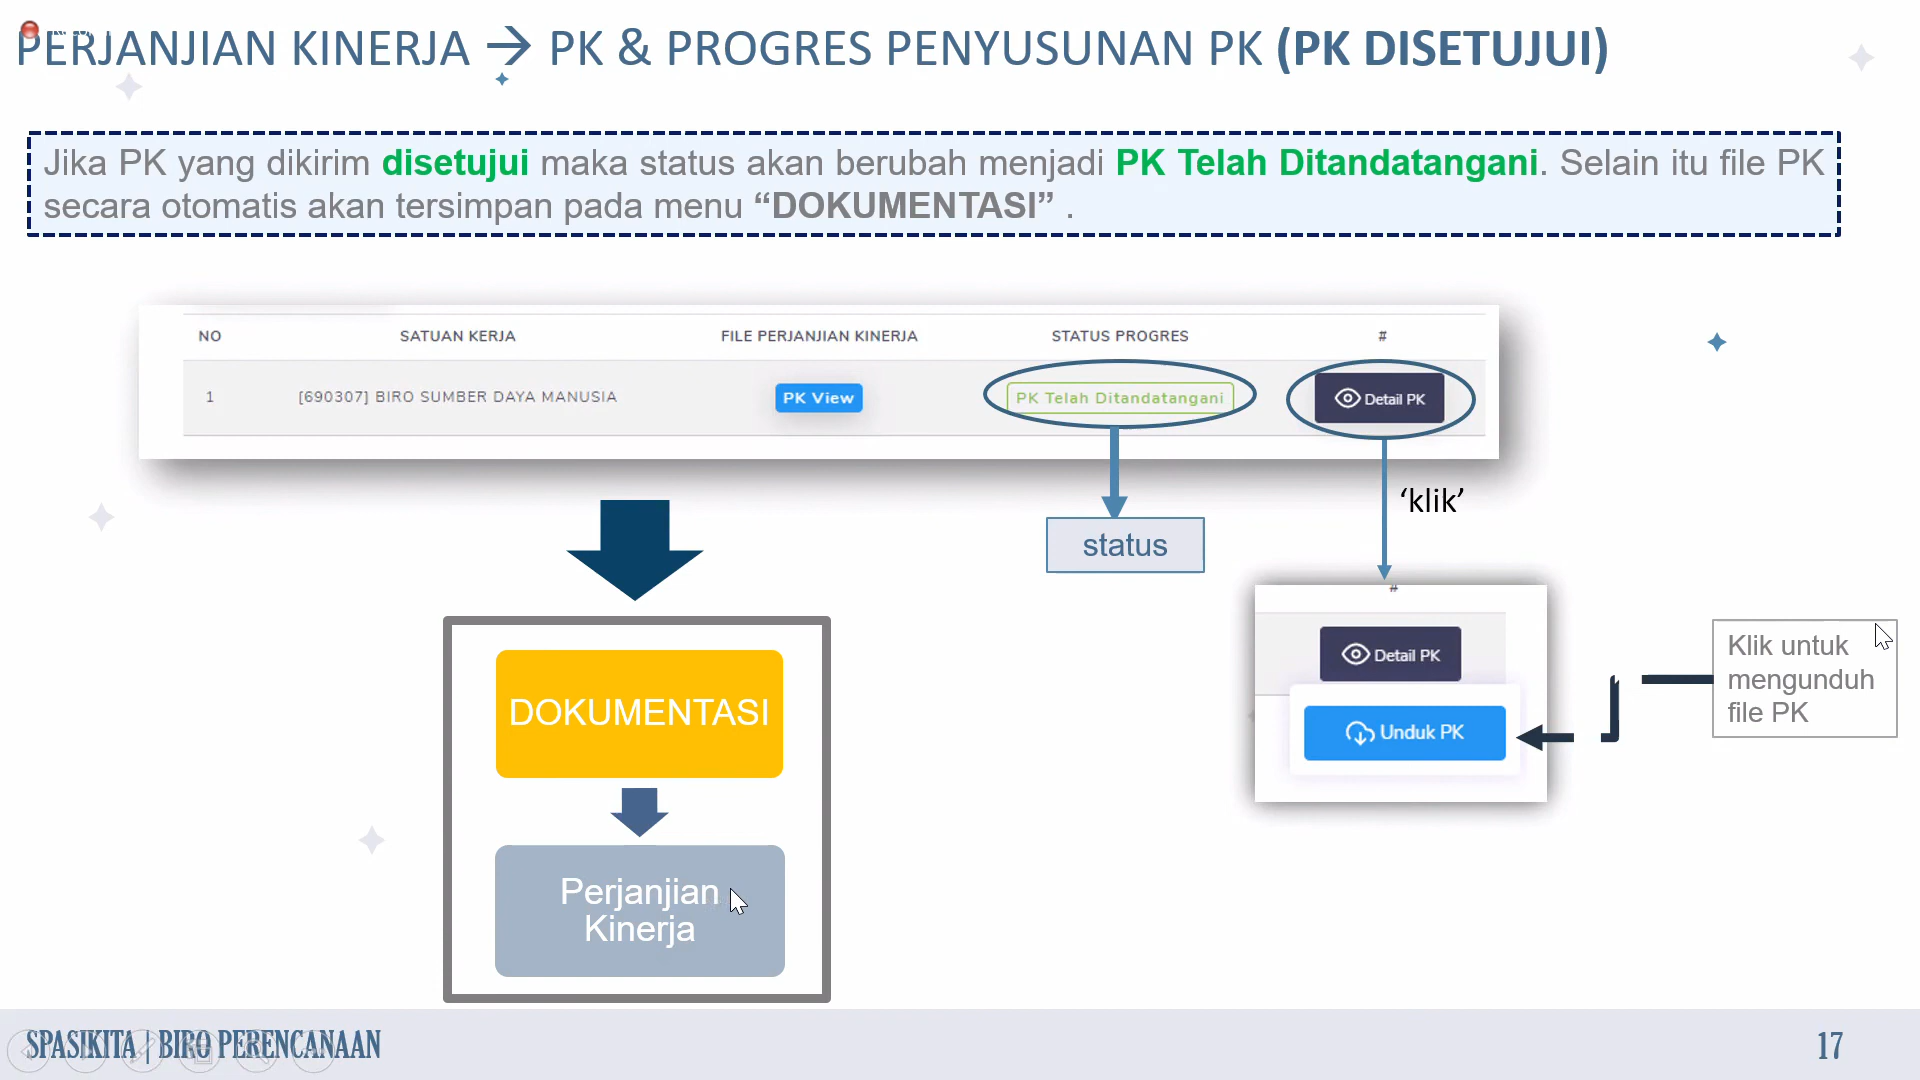 PERJANJIAN KINERJA → PK & PROGRES PENYUSUNAN PK (PK DISETUJUI)
Jika PK yang dikirim disetujui maka status akan berubah menjadi PK Telah Ditandatangani. Selain itu file PK
secara otomatis akan tersimpan pada menu “DOKUMENTASI” .
NO SATUAN KERJA FILE PERJANJIAN KINERJA STATUS PROGRES #
1 [690307] BIRO SUMBER DAYA MANUSIA PK View PK Telah Ditandatangani Detail PK
‘klik’
status
#
Detail PK
Unduk PK
Klik untuk
mengunduh
file PK
DOKUMENTASI
Perjanjian
Kinerja
SPASIKITA | BIRO PERENCANAAN
17